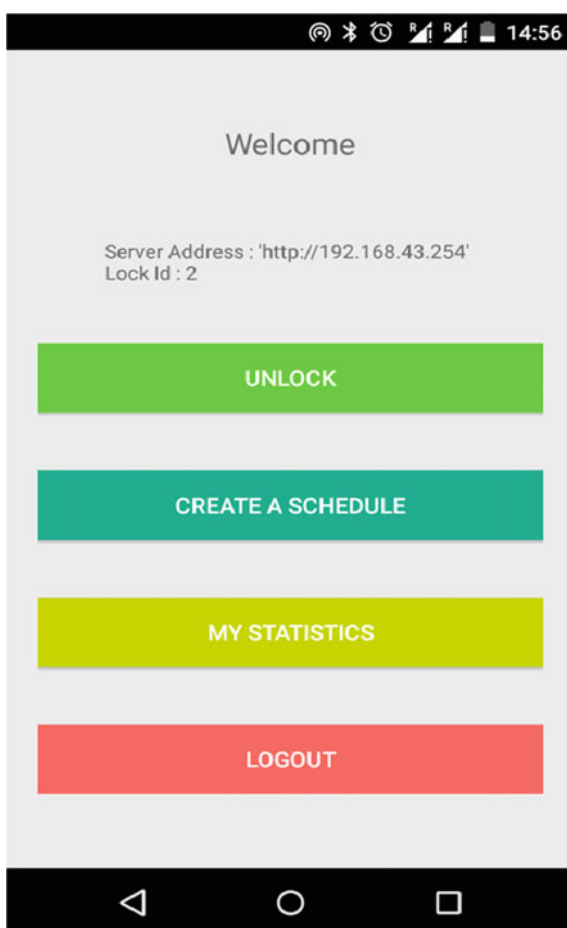 R R 14:56
Welcome
Server Address : 'http://192.168.43.254'
Lock Id : 2
UNLOCK
CREATE A SCHEDULE
MY STATISTICS
LOGOUT